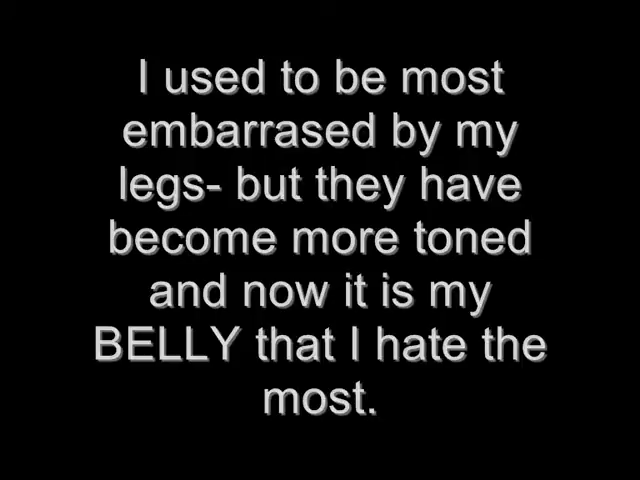 I used to be most
embarrased by my
legs- but they have
become more toned
and now it is my
BELLY that I hate the
most.